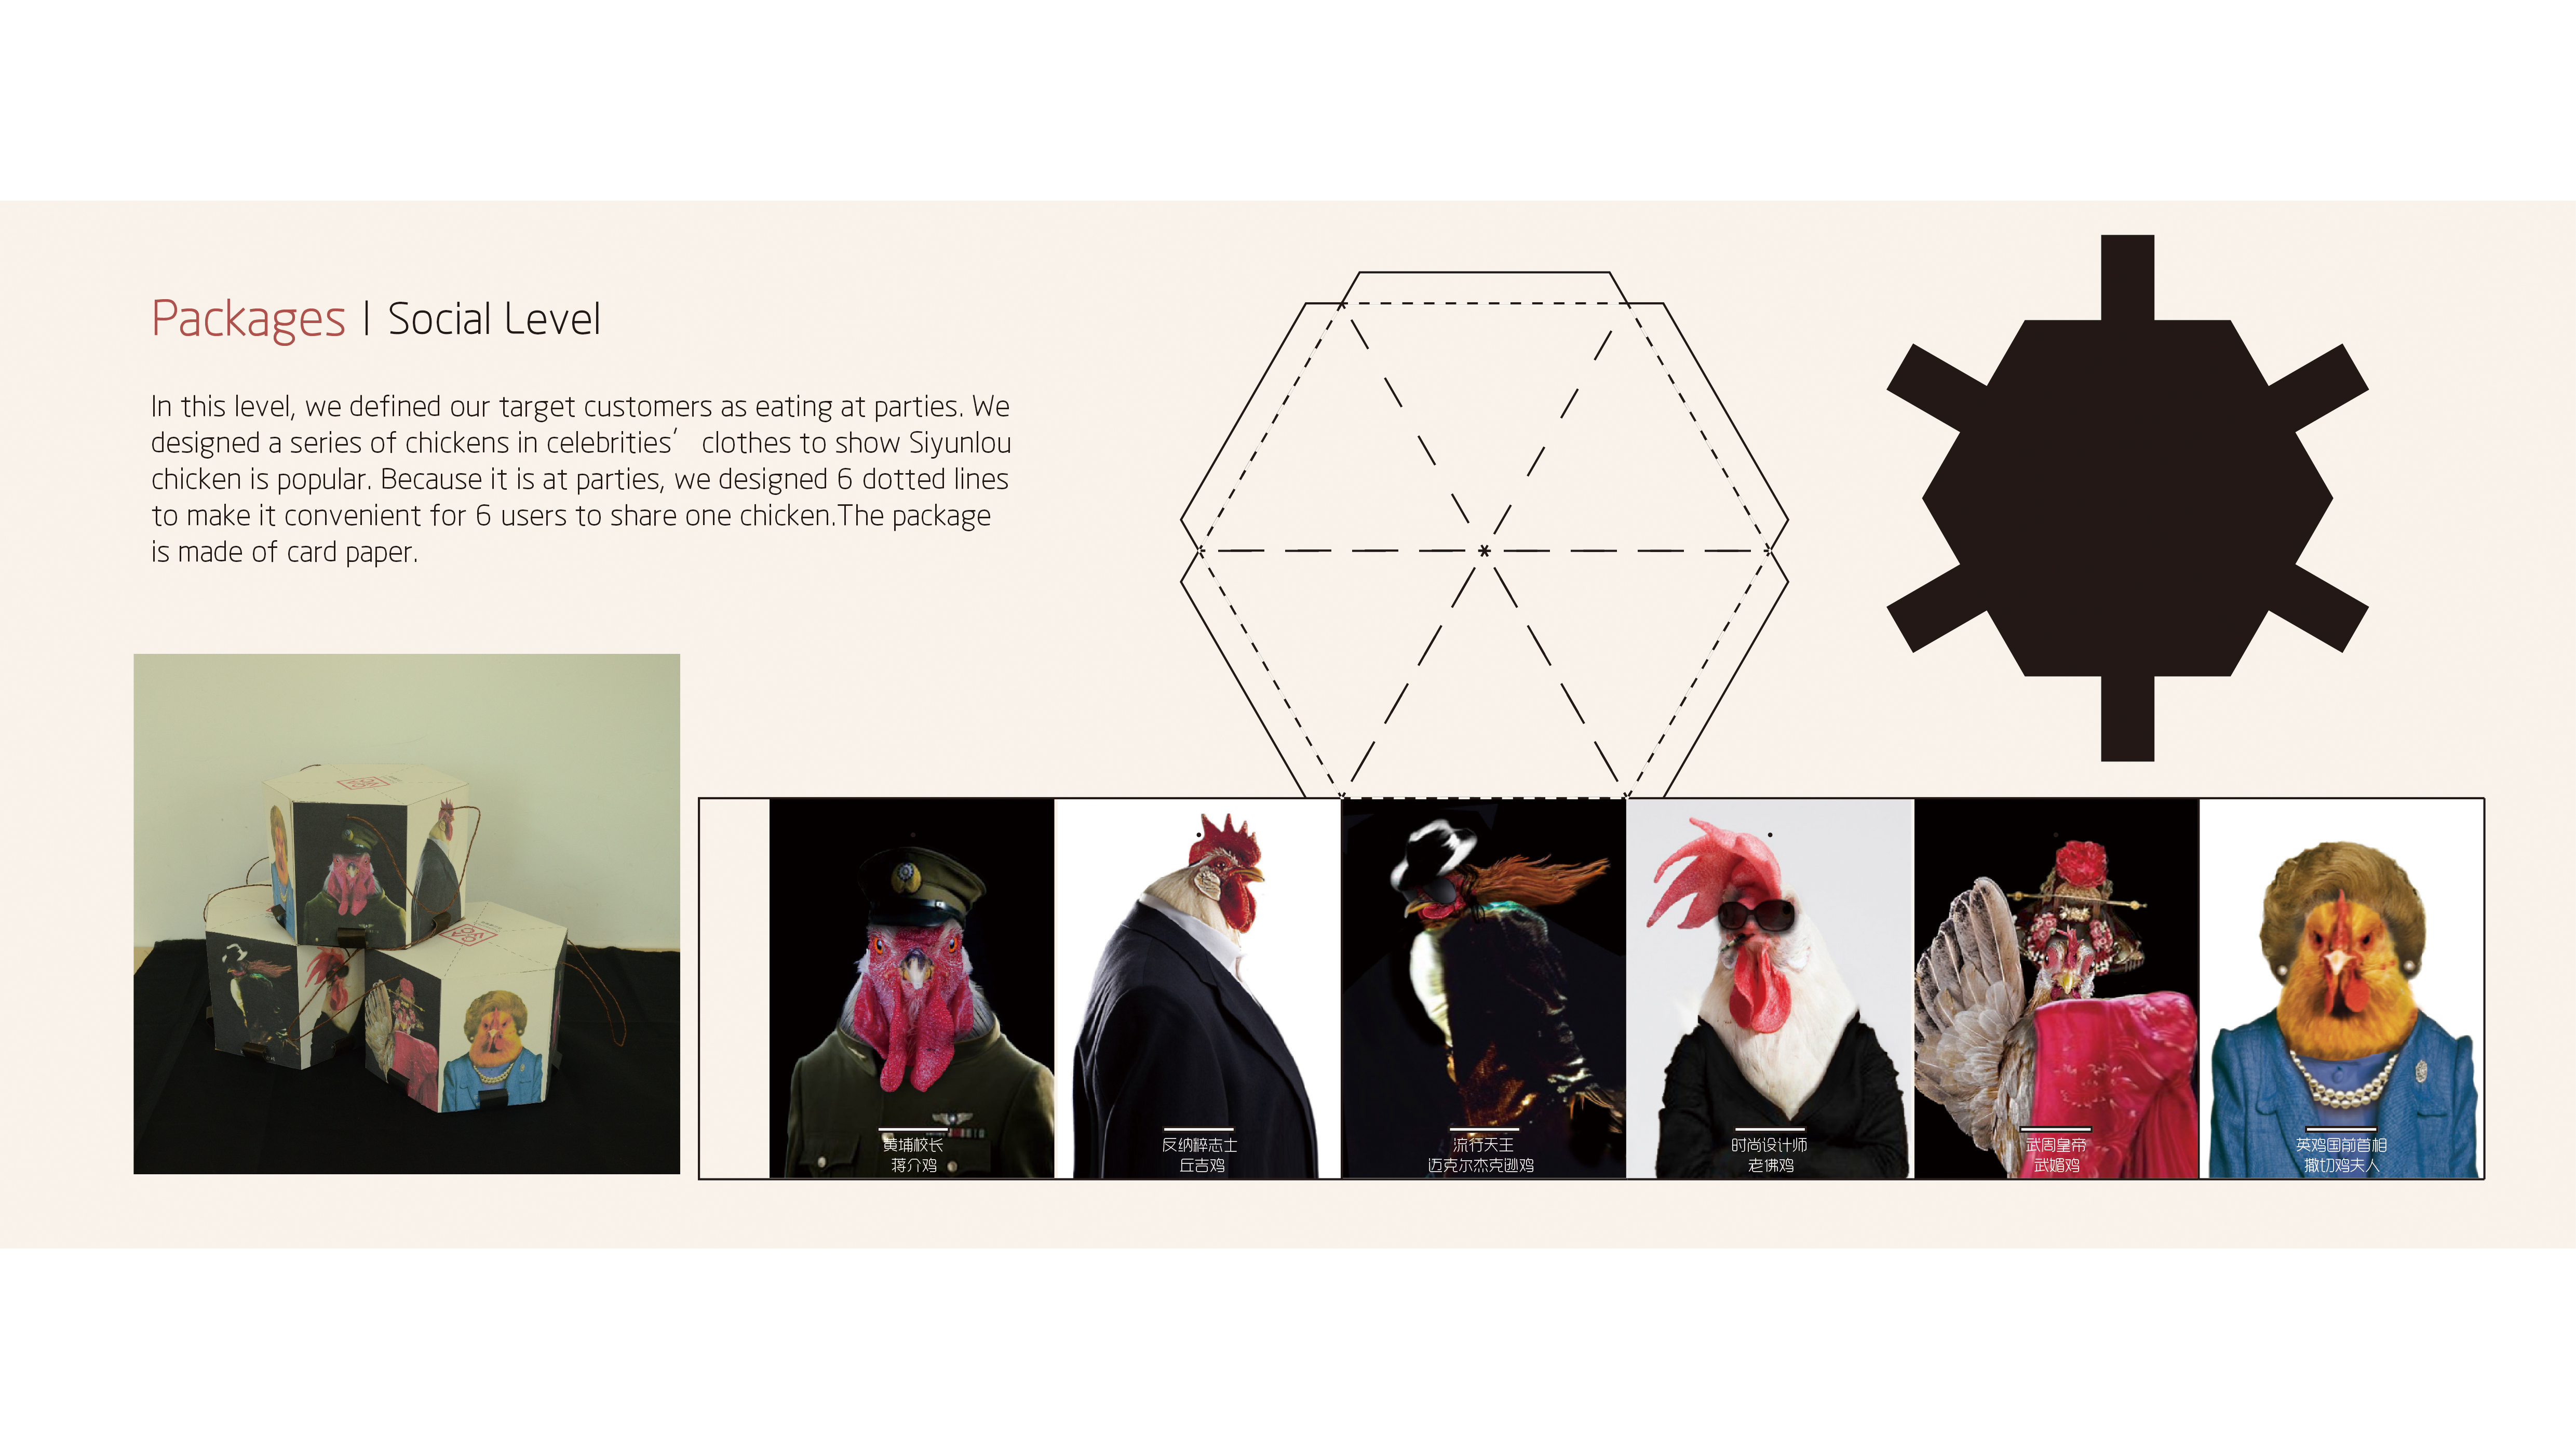 Packages | Social Level
In this level, we defined our target customers as eating at parties. We
designed a series of chickens in celebrities’ clothes to show Siyunlou
chicken is popular. Because it is at parties, we designed 6 dotted lines
to make it convenient for 6 users to share one chicken.The package
is made of card paper.
黄埔校长
蒋介鸡
反纳粹志士
丘吉鸡
流行天王
迈克尔杰克逊鸡
时尚设计师
老佛鸡
武周皇帝
武媚鸡
英鸡国前首相
撒切鸡夫人